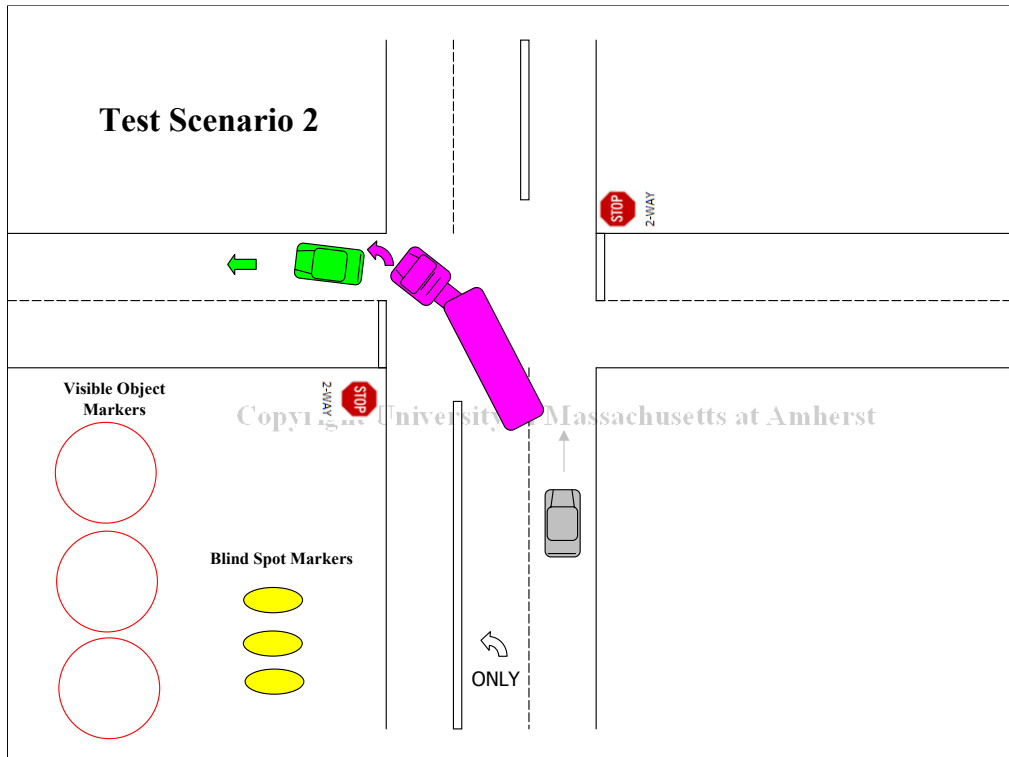 Test Scenario 2
STOP
2-WAY
Visible Object
Markers
2-WAY
STOP
Copyright University of Massachusetts at Amherst
Blind Spot Markers
ONLY